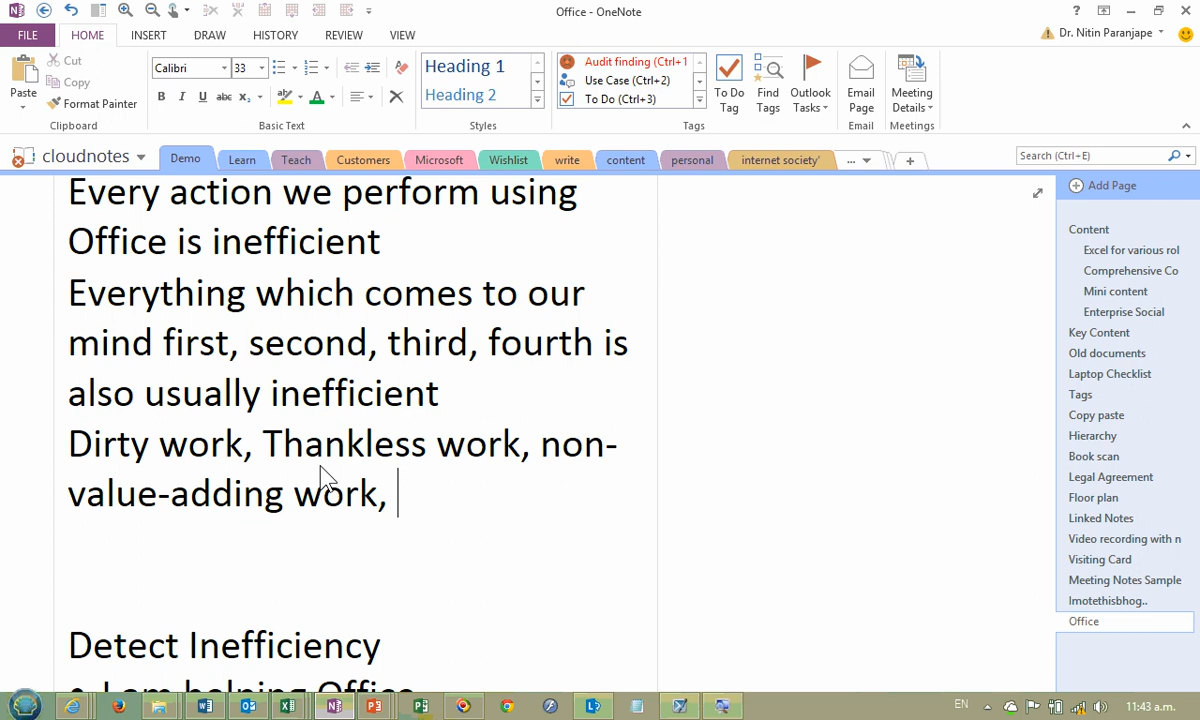 Office - OneNote
FILE HOME INSERT DRAW HISTORY REVIEW VIEW
Dr. Nitin Paranjape
Paste
Cut
Copy
Format Painter
Clipboard
Calibri 33
Basic Text
Heading 1
Heading 2
Styles
Audit finding (Ctrl+1
Use Case (Ctrl+2)
To Do (Ctrl+3)
To Do Tag
Find Tags
Outlook Tasks
Tags
Email Page
Email
Meeting Details
Meetings
cloudnotes
Demo Learn Teach Customers Microsoft Wishlist write content personal internet society' ...
Search (Ctrl+E)
Every action we perform using
Office is inefficient
Everything which comes to our
mind first, second, third, fourth is
also usually inefficient
Dirty work, Thankless work, non-
value-adding work,
Detect Inefficiency
• I am helping Office
Add Page
Content
Excel for various rol
Comprehensive Co
Mini content
Enterprise Social
Key Content
Old documents
Laptop Checklist
Tags
Copy paste
Hierarchy
Book scan
Legal Agreement
Floor plan
Linked Notes
Video recording with n
Visiting Card
Meeting Notes Sample
Imotethisbhog..
Office
EN
11:43 a.m.